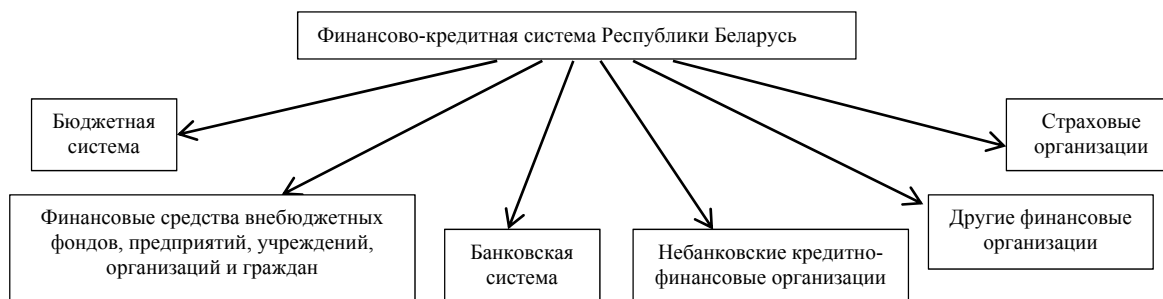 Финансово-кредитная система Республики Беларусь
Бюджетная
система
Страховые
организации
Финансовые средства внебюджетных
фондов, предприятий, учреждений,
организаций и граждан
Банковская
система
Небанковские кредитно-
финансовые организации
Другие финансовые
организации